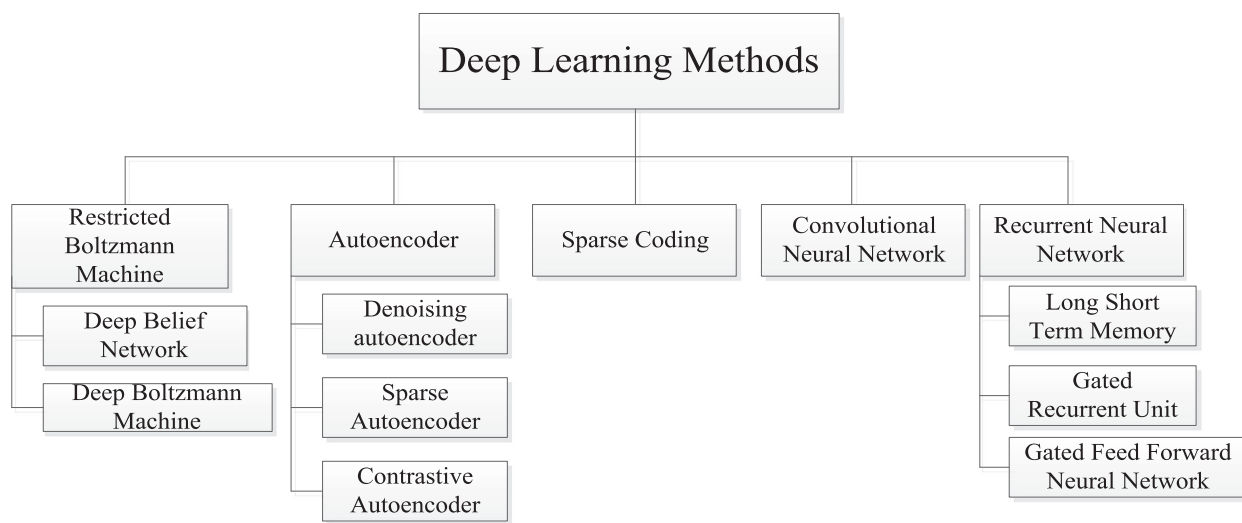 Deep Learning Methods
Restricted
Boltzmann
Machine
Deep Belief
Network
Deep Boltzmann
Machine
Autoencoder
Denoising
autoencoder
Sparse
Autoencoder
Contrastive
Autoencoder
Sparse Coding
Convolutional
Neural Network
Recurrent Neural
Network
Long Short
Term Memory
Gated
Recurrent Unit
Gated Feed Forward
Neural Network